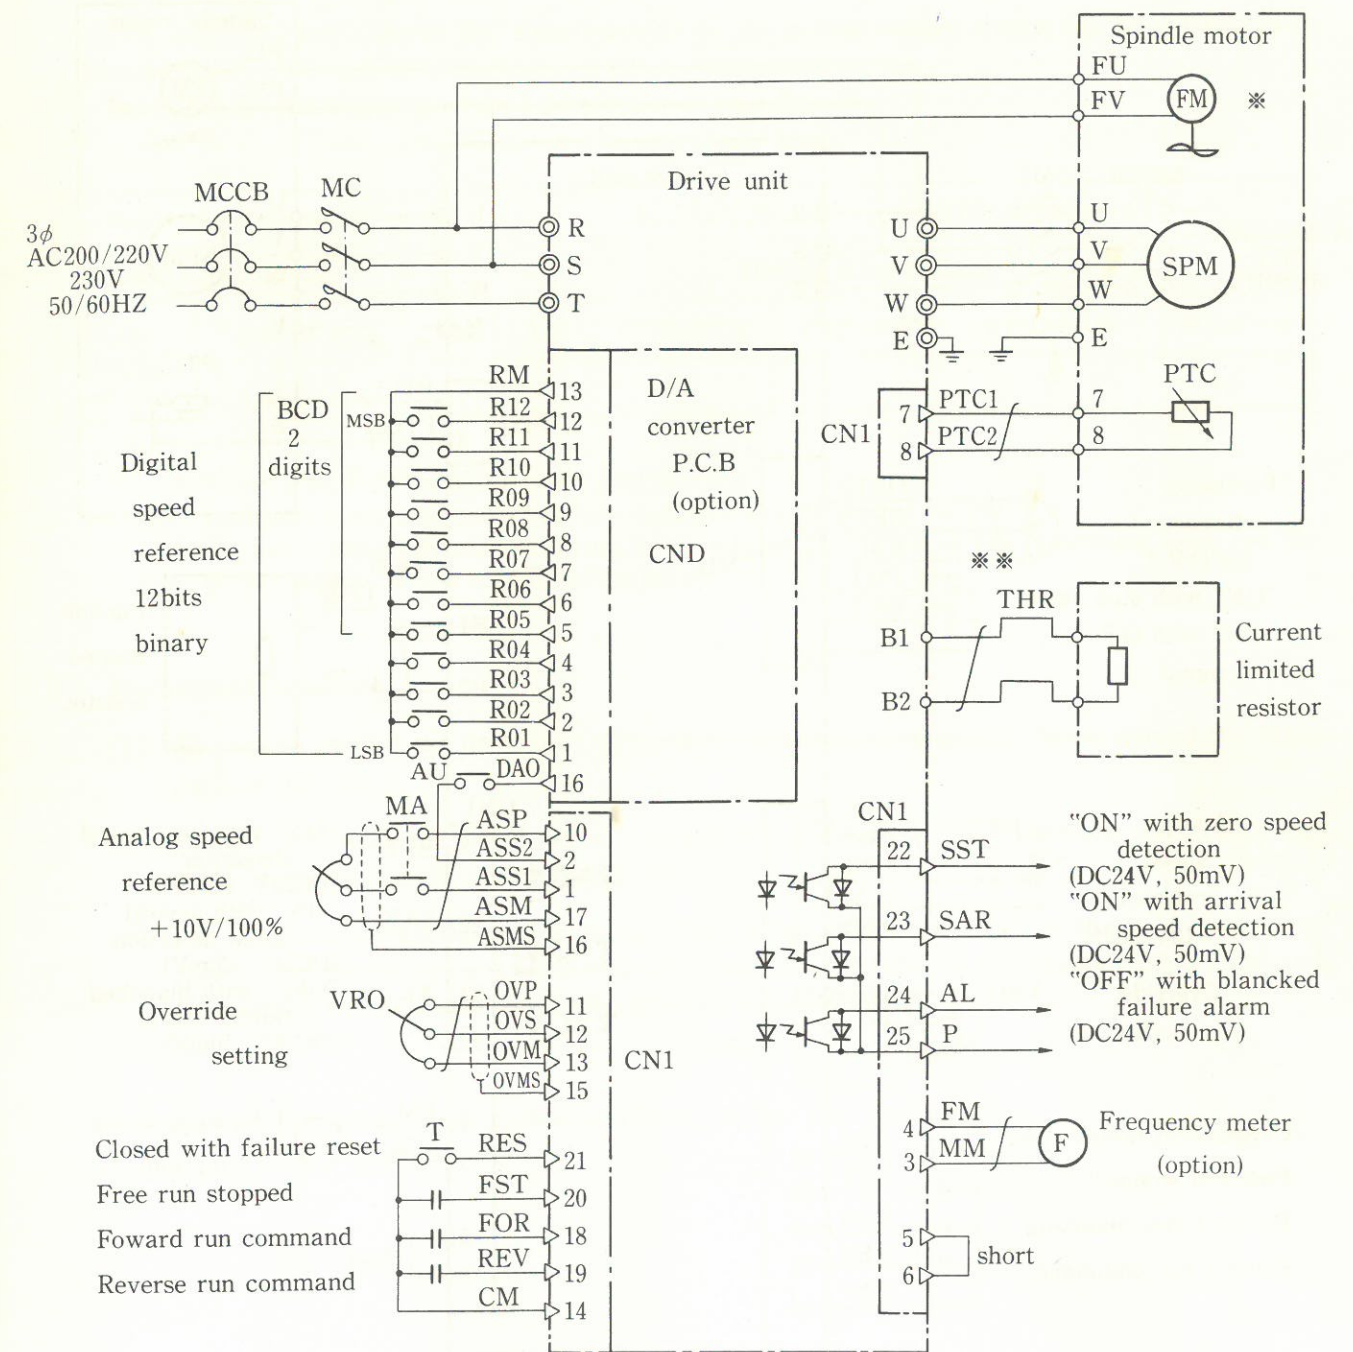 Spindle motor
FU
FV
FM
※
Drive unit
MCCB
MC
3φ
AC200/220V
230V
50/60HZ
R
S
T
U
V
W
E
U
V
W
E
SPM
PTC
CN1
7
PTC1
7
8
PTC2
8
BCD
2
digits
MSB
LSB
Digital
speed
reference
12bits
binary
RM
13
R12
12
R11
11
R10
10
R09
9
R08
8
R07
7
R06
6
R05
5
R04
4
R03
3
R02
2
R01
1
AU
DAO
16
D/A
converter
P.C.B
(option)
CND
※※
THR
B1
B2
Current
limited
resistor
Analog speed
reference
+10V/100%
MA
ASP
10
ASS2
2
ASS1
1
ASM
17
ASMS
16
Override
setting
VRO
OVP
11
OVS
12
OVM
13
OVMS
15
CN1
Closed with failure reset
Free run stopped
Foward run command
Reverse run command
T
RES
21
FST
20
FOR
18
REV
19
CM
14
CN1
22
SST
23
SAR
24
AL
25
P
"ON" with zero speed
detection
(DC24V, 50mV)
"ON" with arrival
speed detection
(DC24V, 50mV)
"OFF" with blancked
failure alarm
(DC24V, 50mV)
4
FM
3
MM
F
Frequency meter
(option)
5
6
short